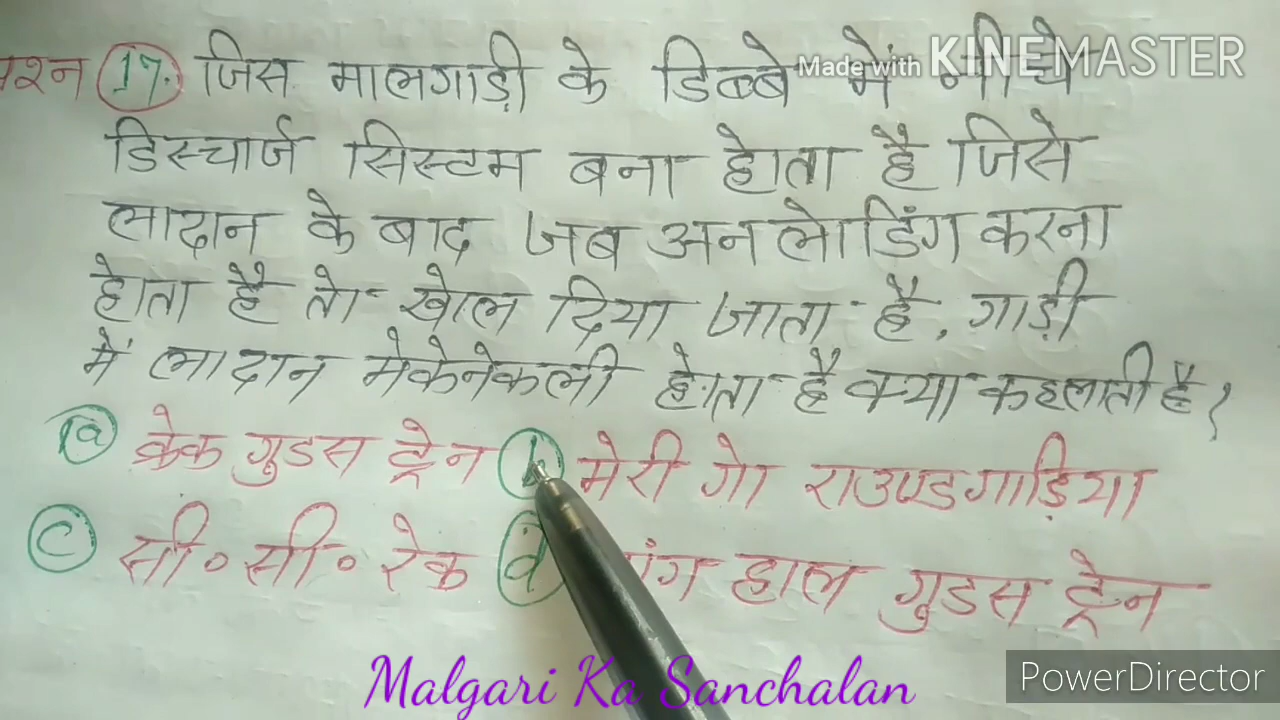 प्रश्न 17. जिस मालगाड़ी के डिब्बे में नीचे
Made with KINEMASTER
डिस्चार्ज सिस्टम बना होता है जिसे
लादान के बाद जब अनलोडिंग करना
होता है तो खोल दिया जाता है, गाड़ी
में लादान मेकेनेकली होता है क्या कहलाती है?
a क्रेक गुडस ट्रेन b मेरी गो राउण्ड गाड़िया
c सी० सी० रेक d हाल गुडस ट्रेन
Malgari Ka Sanchalan
PowerDirector